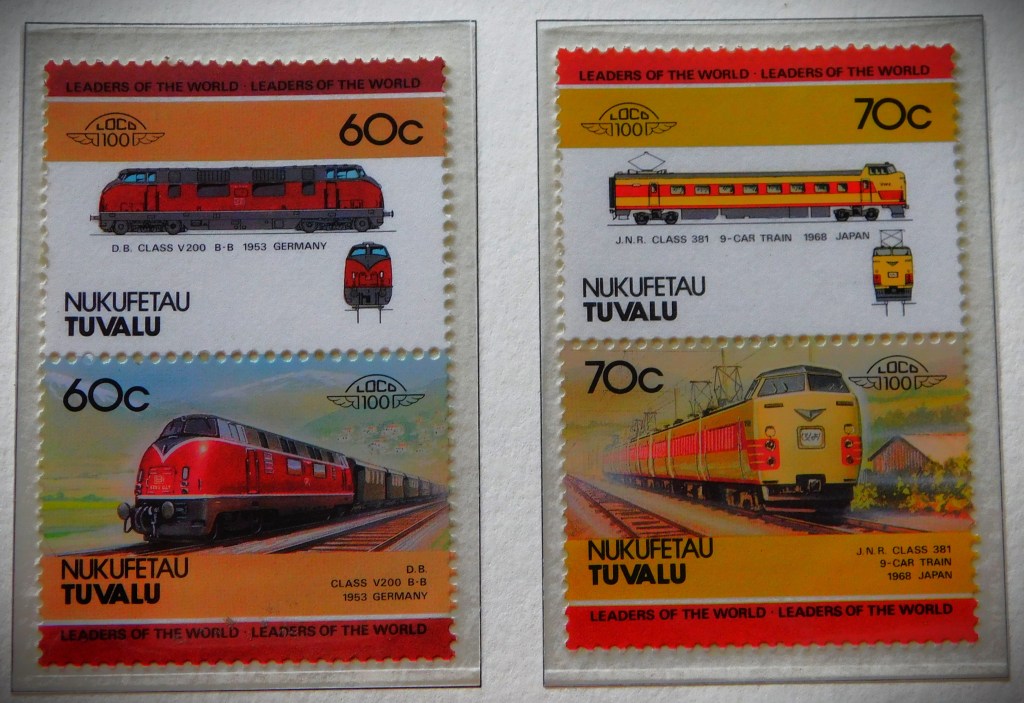 LEADERS OF THE WORLD · LEADERS OF THE WORLD
LOCO
100
60c
D.B. CLASS V200 B-B 1953 GERMANY
NUKUFETAU
TUVALU
60c
LOCO
100
NUKUFETAU
TUVALU
D.B.
CLASS V200 B-B
1953 GERMANY
LEADERS OF THE WORLD · LEADERS OF THE WORLD
LEADERS OF THE WORLD · LEADERS OF THE WORLD
LOCO
100
70c
J.N.R. CLASS 381 9-CAR TRAIN 1968 JAPAN
NUKUFETAU
TUVALU
70c
LOCO
100
NUKUFETAU
TUVALU
J.N.R. CLASS 381
9-CAR TRAIN
1968 JAPAN
LEADERS OF THE WORLD · LEADERS OF THE WORLD